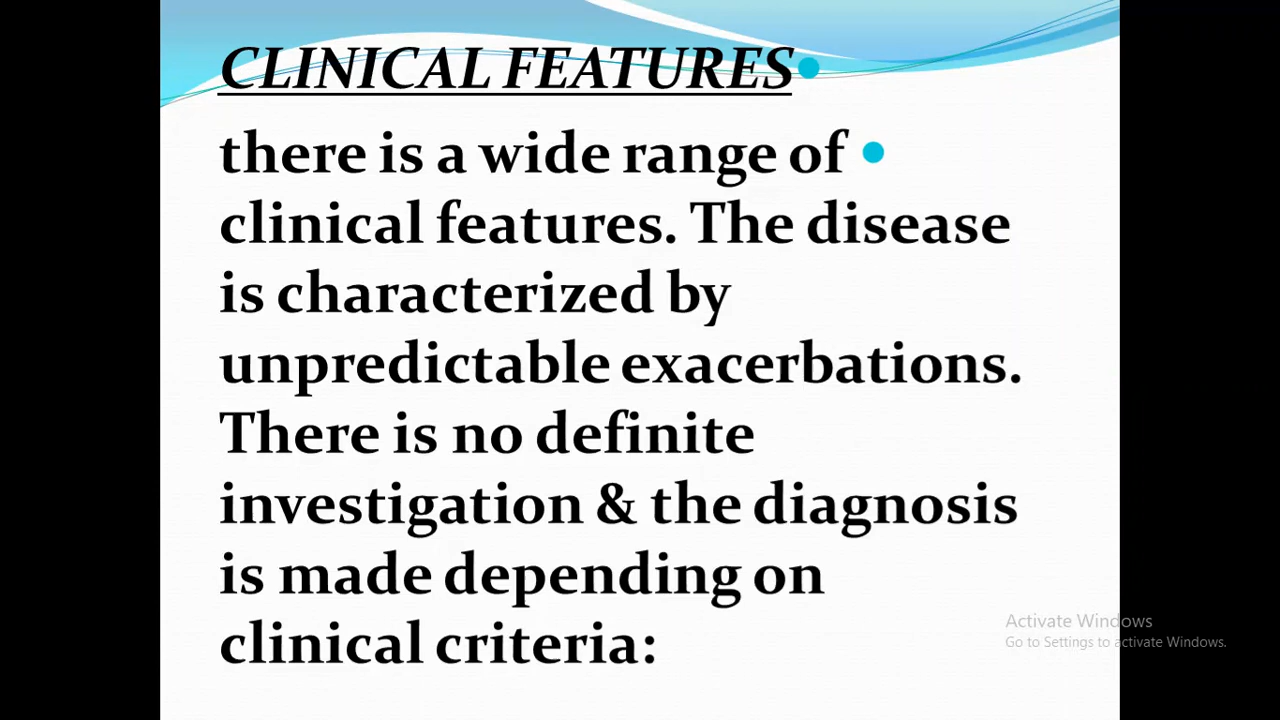 CLINICAL FEATURES
there is a wide range of
clinical features. The disease
is characterized by
unpredictable exacerbations.
There is no definite
investigation & the diagnosis
is made depending on
clinical criteria:
Activate Windows
Go to Settings to activate Windows.